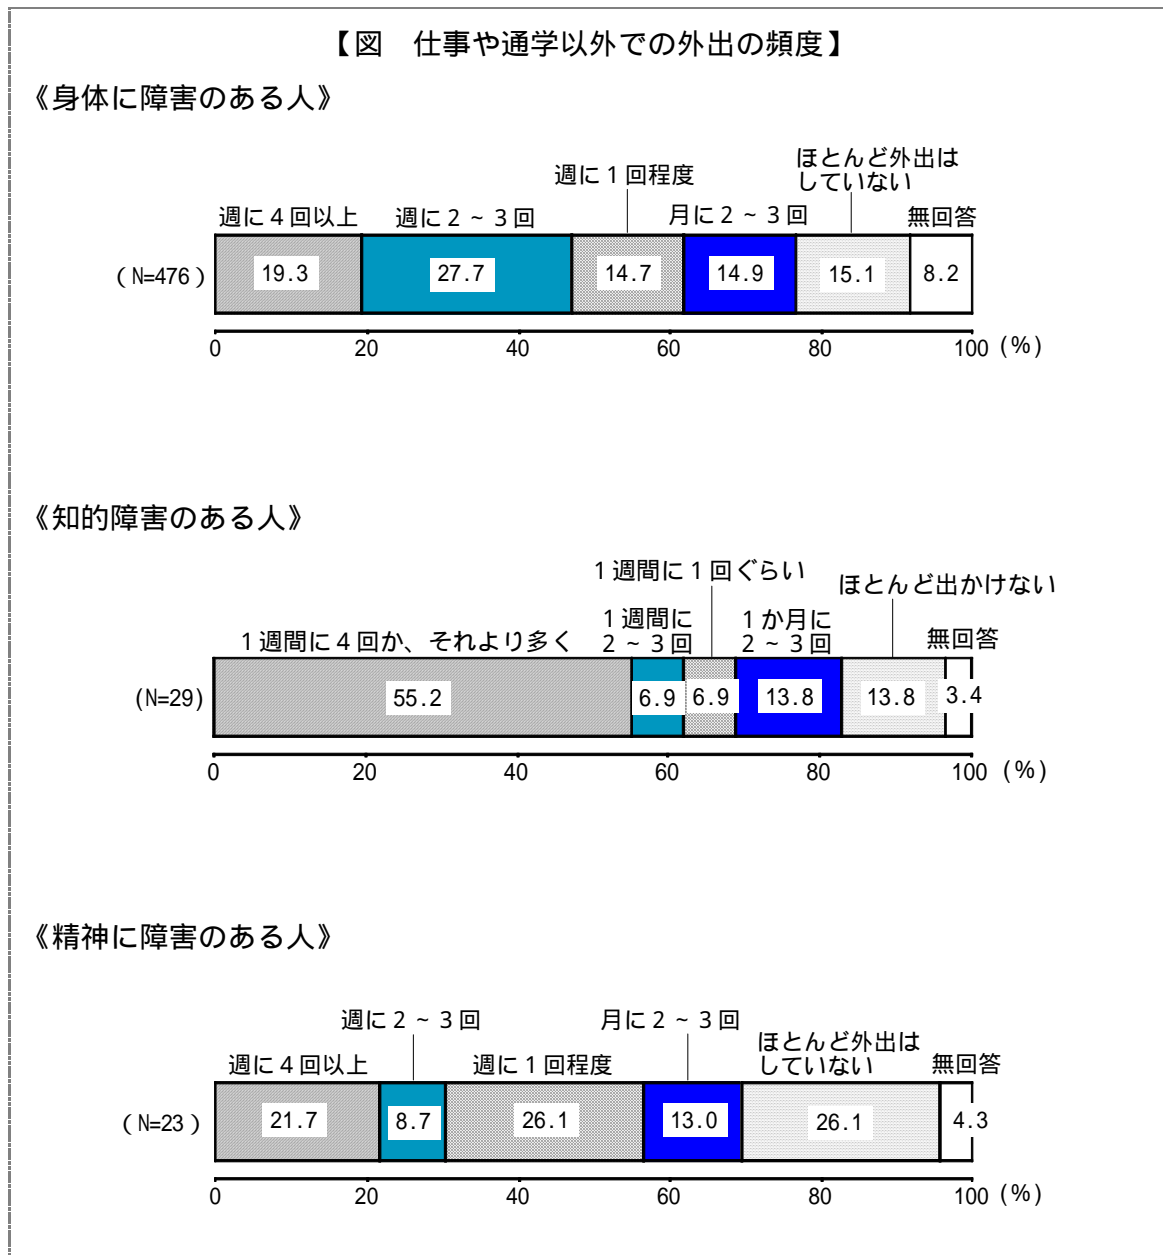 【図　仕事や通学以外での外出の頻度】
《身体に障害のある人》
週に４回以上
週に２～３回
週に１回程度
月に２～３回
ほとんど外出は
していない
無回答
（N=476）
19.3
27.7
14.7
14.9
15.1
8.2
0
20
40
60
80
100
(%)
《知的障害のある人》
１週間に４回か、それより多く
１週間に
２～３回
１週間に１回ぐらい
１か月に
２～３回
ほとんど出かけない
無回答
(N=29)
55.2
6.9
6.9
13.8
13.8
3.4
0
20
40
60
80
100
(%)
《精神に障害のある人》
週に４回以上
週に２～３回
週に１回程度
月に２～３回
ほとんど外出は
していない
無回答
（N=23）
21.7
8.7
26.1
13.0
26.1
4.3
0
20
40
60
80
100
(%)